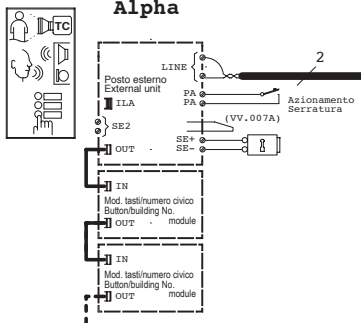 Alpha
TC
2
LINE
Posto esterno
External unit
ILA
PA
PA
Azionamento
Serratura
(VV.007A)
SE2
SE+
SE-
OUT
IN
Mod. tasti/numero civico
Button/building No.
module
OUT
IN
Mod. tasti/numero civico
Button/building No.
module
OUT